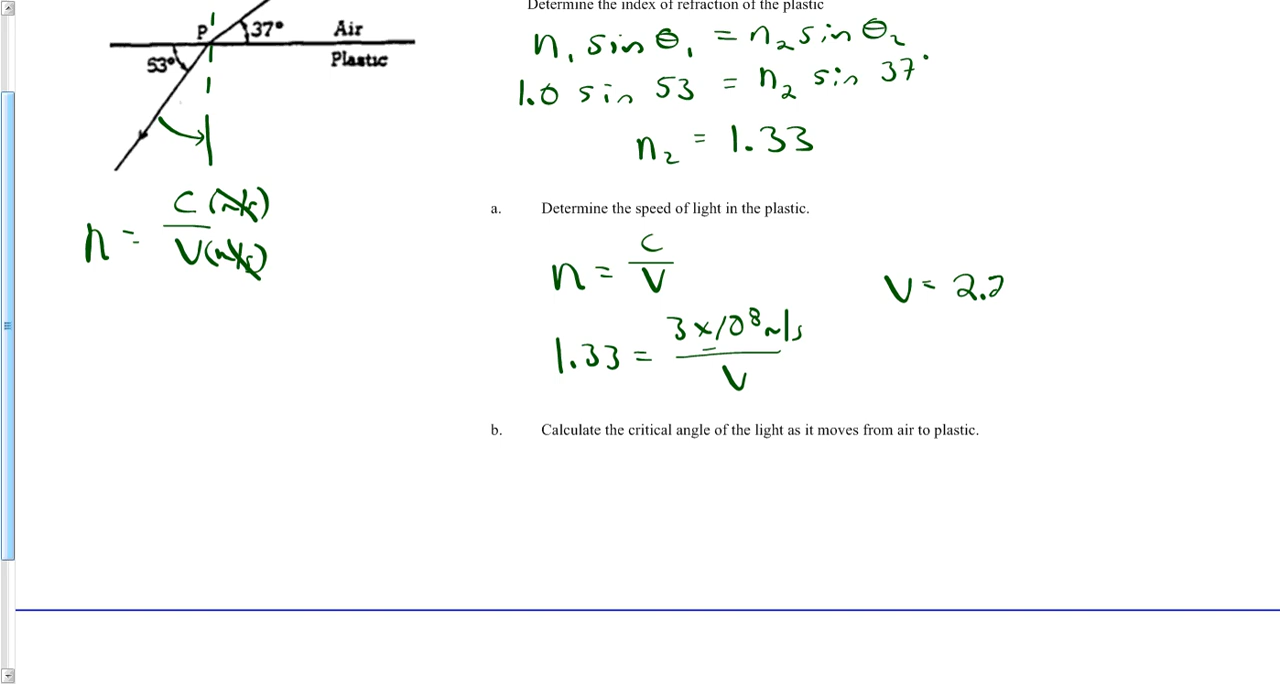 Determine the index of refraction of the plastic
P
37° Air
53° Plastic
n₁ sin θ₁ = n₂ sin θ₂
1.0 sin 53 = n₂ sin 37°
n₂ = 1.33
n = C (m/s) / V (m/s)
a. Determine the speed of light in the plastic.
n = C / V
V = 2.2
1.33 = 3 x 10⁸ m/s / V
b. Calculate the critical angle of the light as it moves from air to plastic.